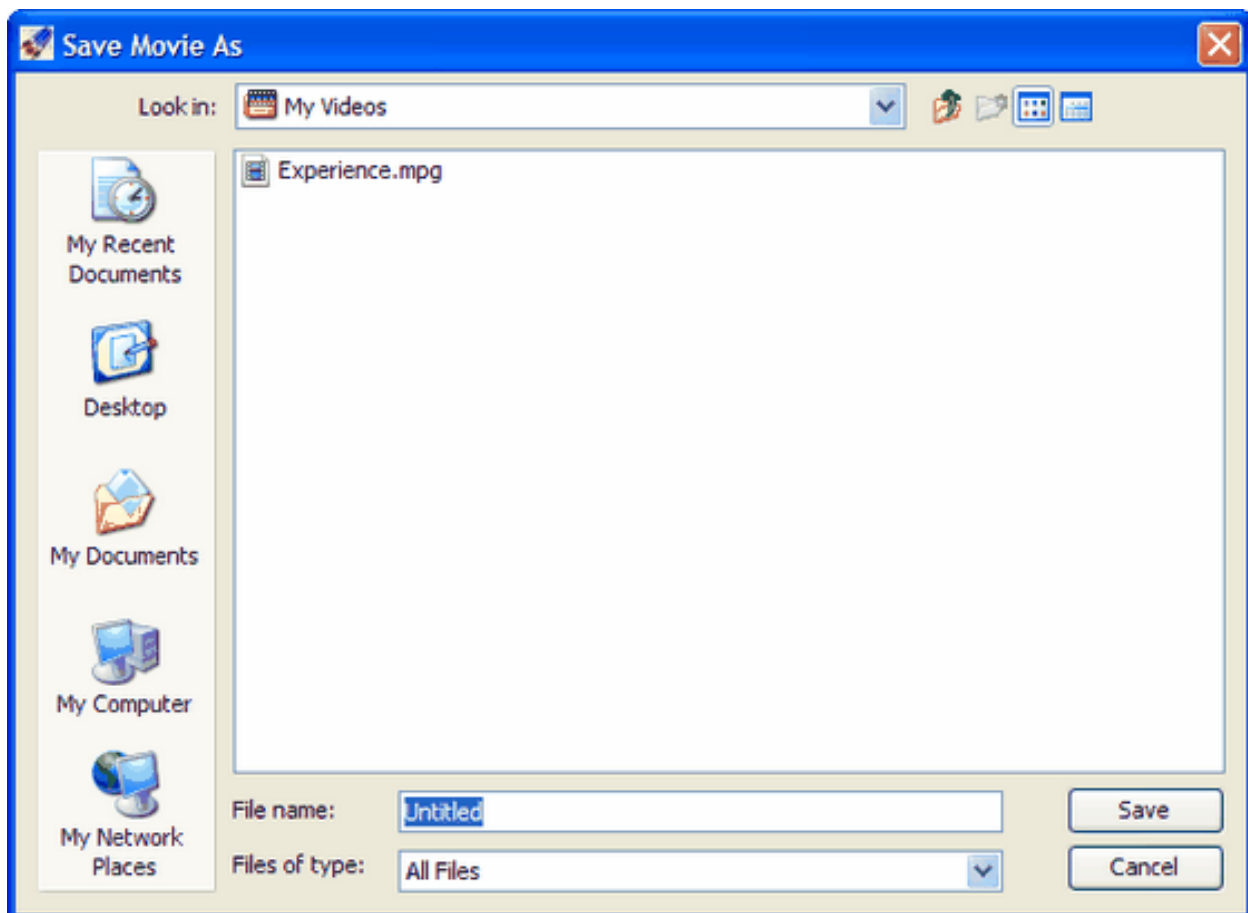 Save Movie As
Look in: My Videos
Experience.mpg
My Recent
Documents
Desktop
My Documents
My Computer
My Network
Places
File name: Untitled Save
Files of type: All Files Cancel